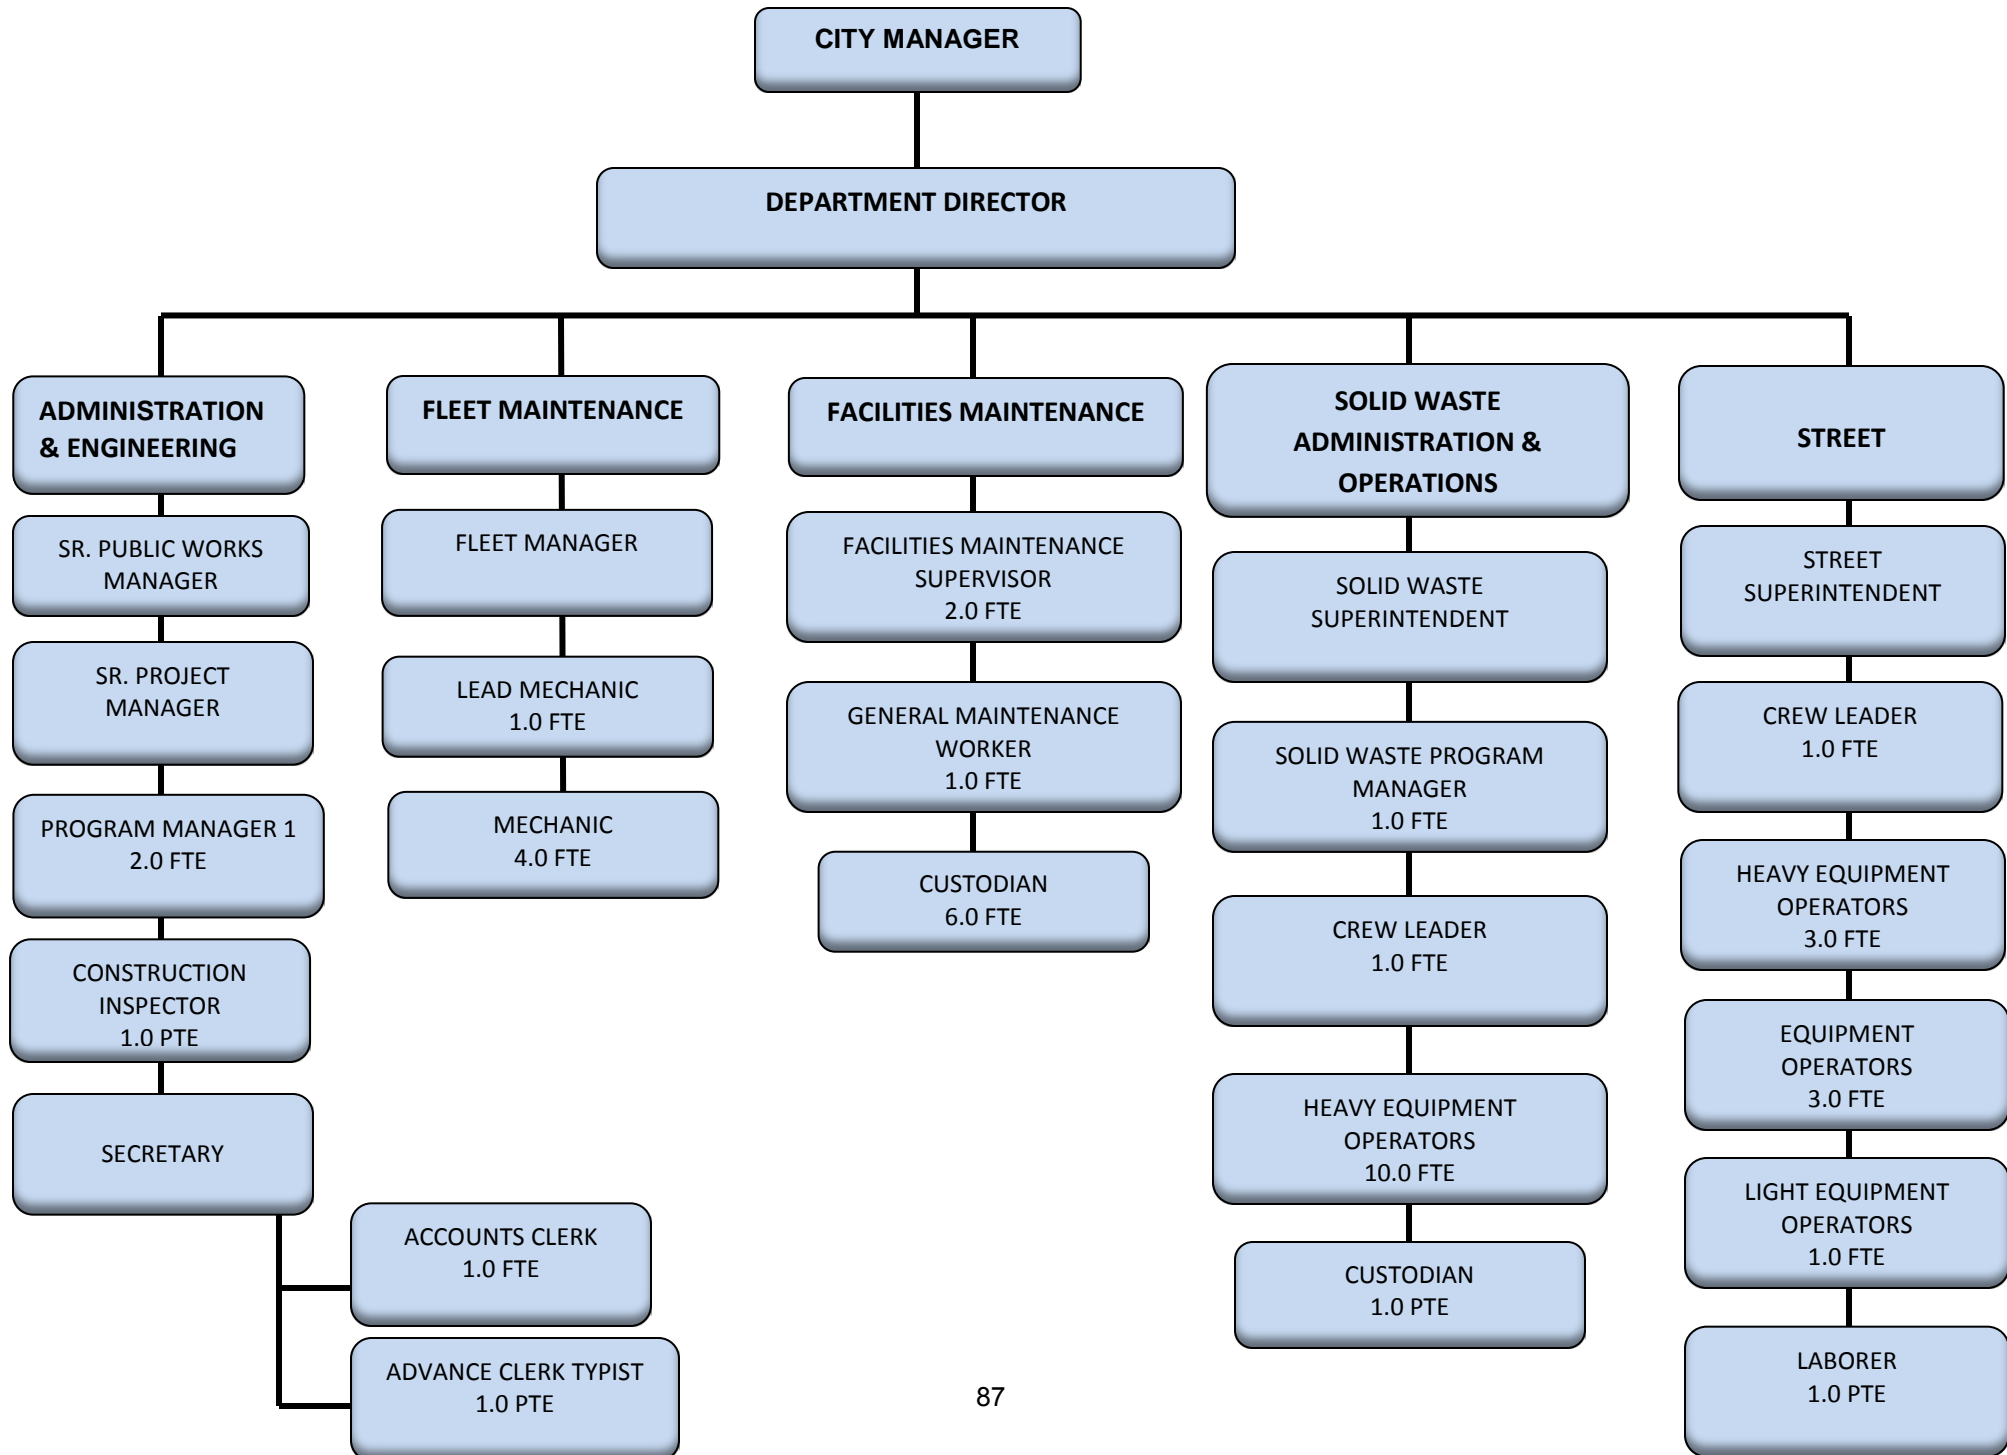 CITY MANAGER
DEPARTMENT DIRECTOR
ADMINISTRATION
& ENGINEERING
SR. PUBLIC WORKS
MANAGER
SR. PROJECT
MANAGER
PROGRAM MANAGER 1
2.0 FTE
CONSTRUCTION
INSPECTOR
1.0 PTE
SECRETARY
ACCOUNTS CLERK
1.0 FTE
ADVANCE CLERK TYPIST
1.0 PTE
FLEET MAINTENANCE
FLEET MANAGER
LEAD MECHANIC
1.0 FTE
MECHANIC
4.0 FTE
FACILITIES MAINTENANCE
FACILITIES MAINTENANCE
SUPERVISOR
2.0 FTE
GENERAL MAINTENANCE
WORKER
1.0 FTE
CUSTODIAN
6.0 FTE
SOLID WASTE
ADMINISTRATION &
OPERATIONS
SOLID WASTE
SUPERINTENDENT
SOLID WASTE PROGRAM
MANAGER
1.0 FTE
CREW LEADER
1.0 FTE
HEAVY EQUIPMENT
OPERATORS
10.0 FTE
CUSTODIAN
1.0 PTE
STREET
STREET
SUPERINTENDENT
CREW LEADER
1.0 FTE
HEAVY EQUIPMENT
OPERATORS
3.0 FTE
EQUIPMENT
OPERATORS
3.0 FTE
LIGHT EQUIPMENT
OPERATORS
1.0 FTE
LABORER
1.0 PTE
87